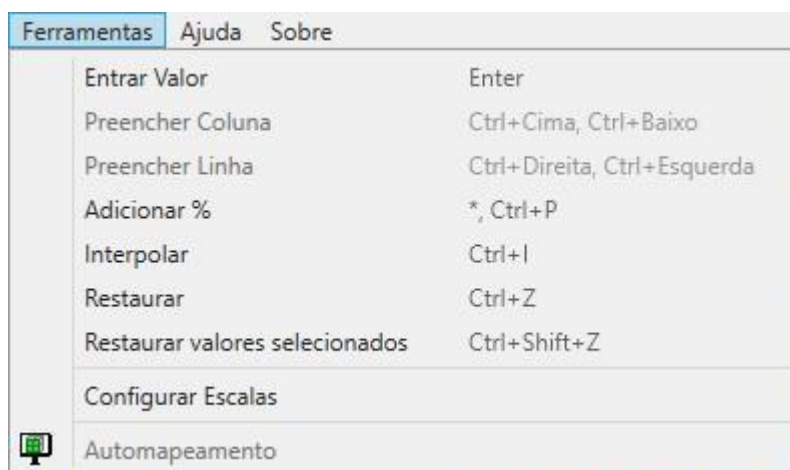 Ferramentas Ajuda Sobre
Entrar Valor Enter
Preencher Coluna Ctrl+Cima, Ctrl+Baixo
Preencher Linha Ctrl+Direita, Ctrl+Esquerda
Adicionar % *, Ctrl+P
Interpolar Ctrl+I
Restaurar Ctrl+Z
Restaurar valores selecionados Ctrl+Shift+Z
Configurar Escalas
Automapeamento